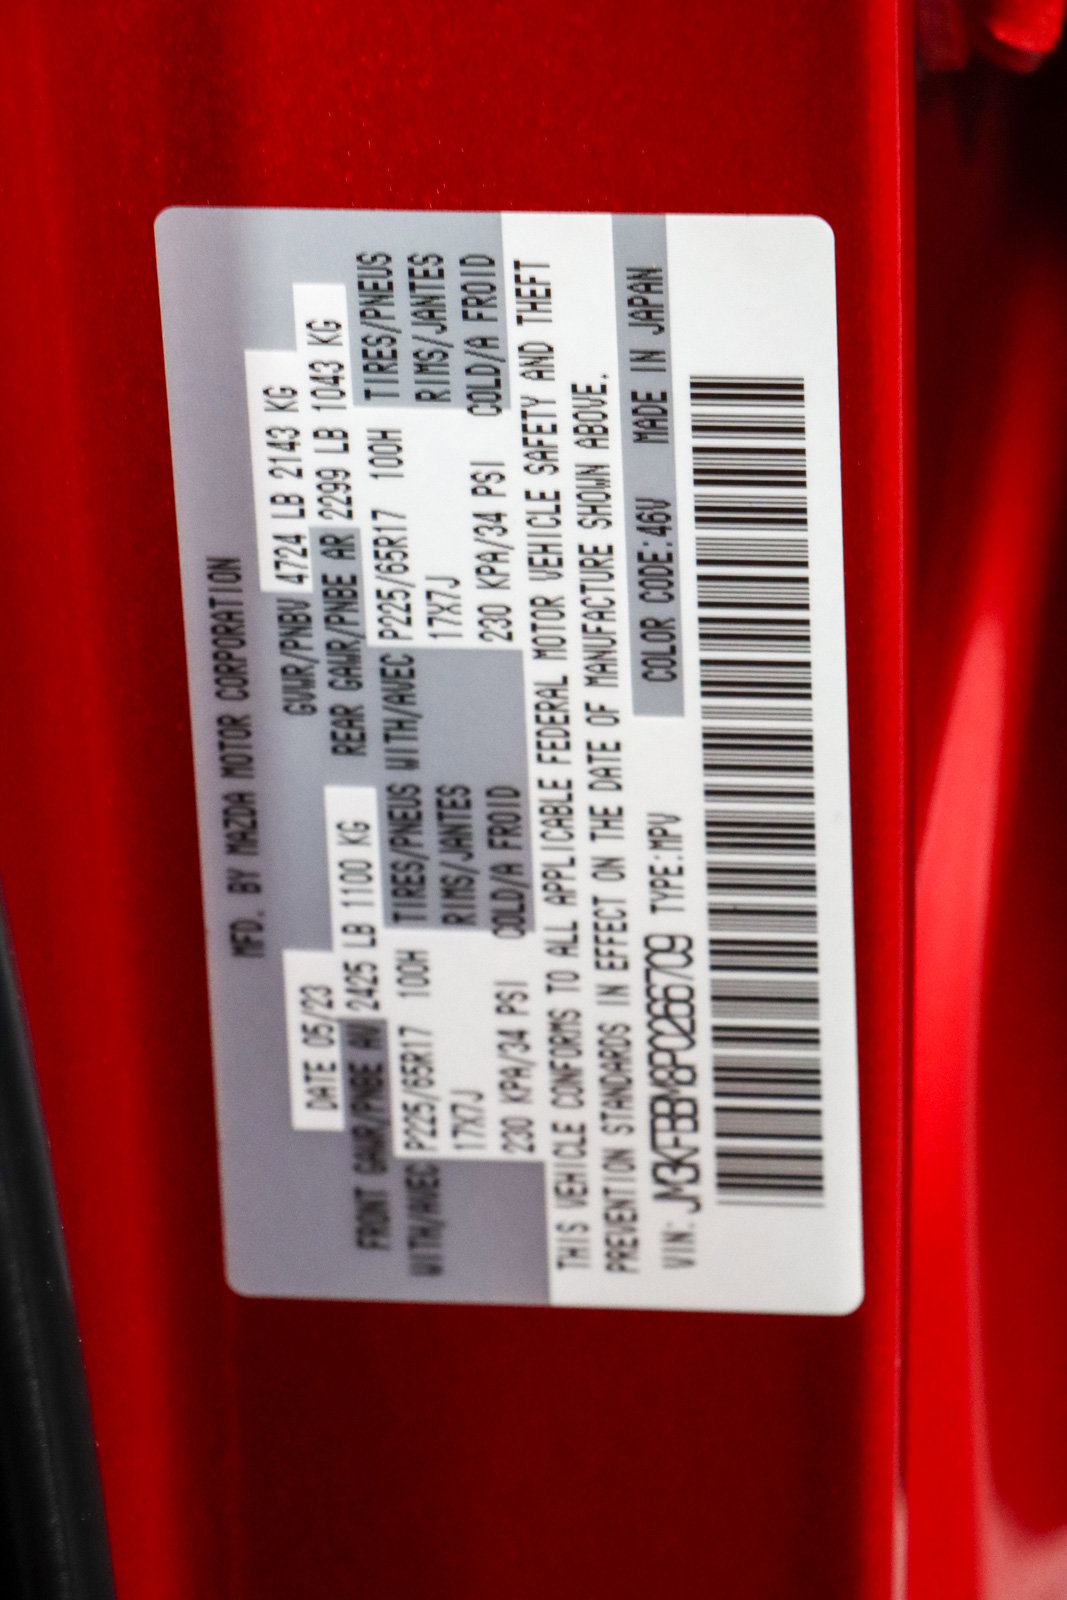 MFD. BY MAZDA MOTOR CORPORATION
DATE 05/23 GVWR/PNBV 4724 LB 2143 KG
FRONT GAWR/PNBE AV 2425 LB 1100 KG REAR GAWR/PNBE AR 2299 LB 1043 KG
WITH/AVEC P225/65R17 100H TIRES/PNEUS WITH/AVEC P225/65R17 100H TIRES/PNEUS
17X7J RIMS/JANTES 17X7J RIMS/JANTES
230 KPA/34 PSI COLD/A FROID 230 KPA/34 PSI COLD/A FROID
THIS VEHICLE CONFORMS TO ALL APPLICABLE FEDERAL MOTOR VEHICLE SAFETY AND THEFT
PREVENTION STANDARDS IN EFFECT ON THE DATE OF MANUFACTURE SHOWN ABOVE.
VIN: JM3KFBBM8P0266709 TYPE:MPV COLOR CODE:46V MADE IN JAPAN